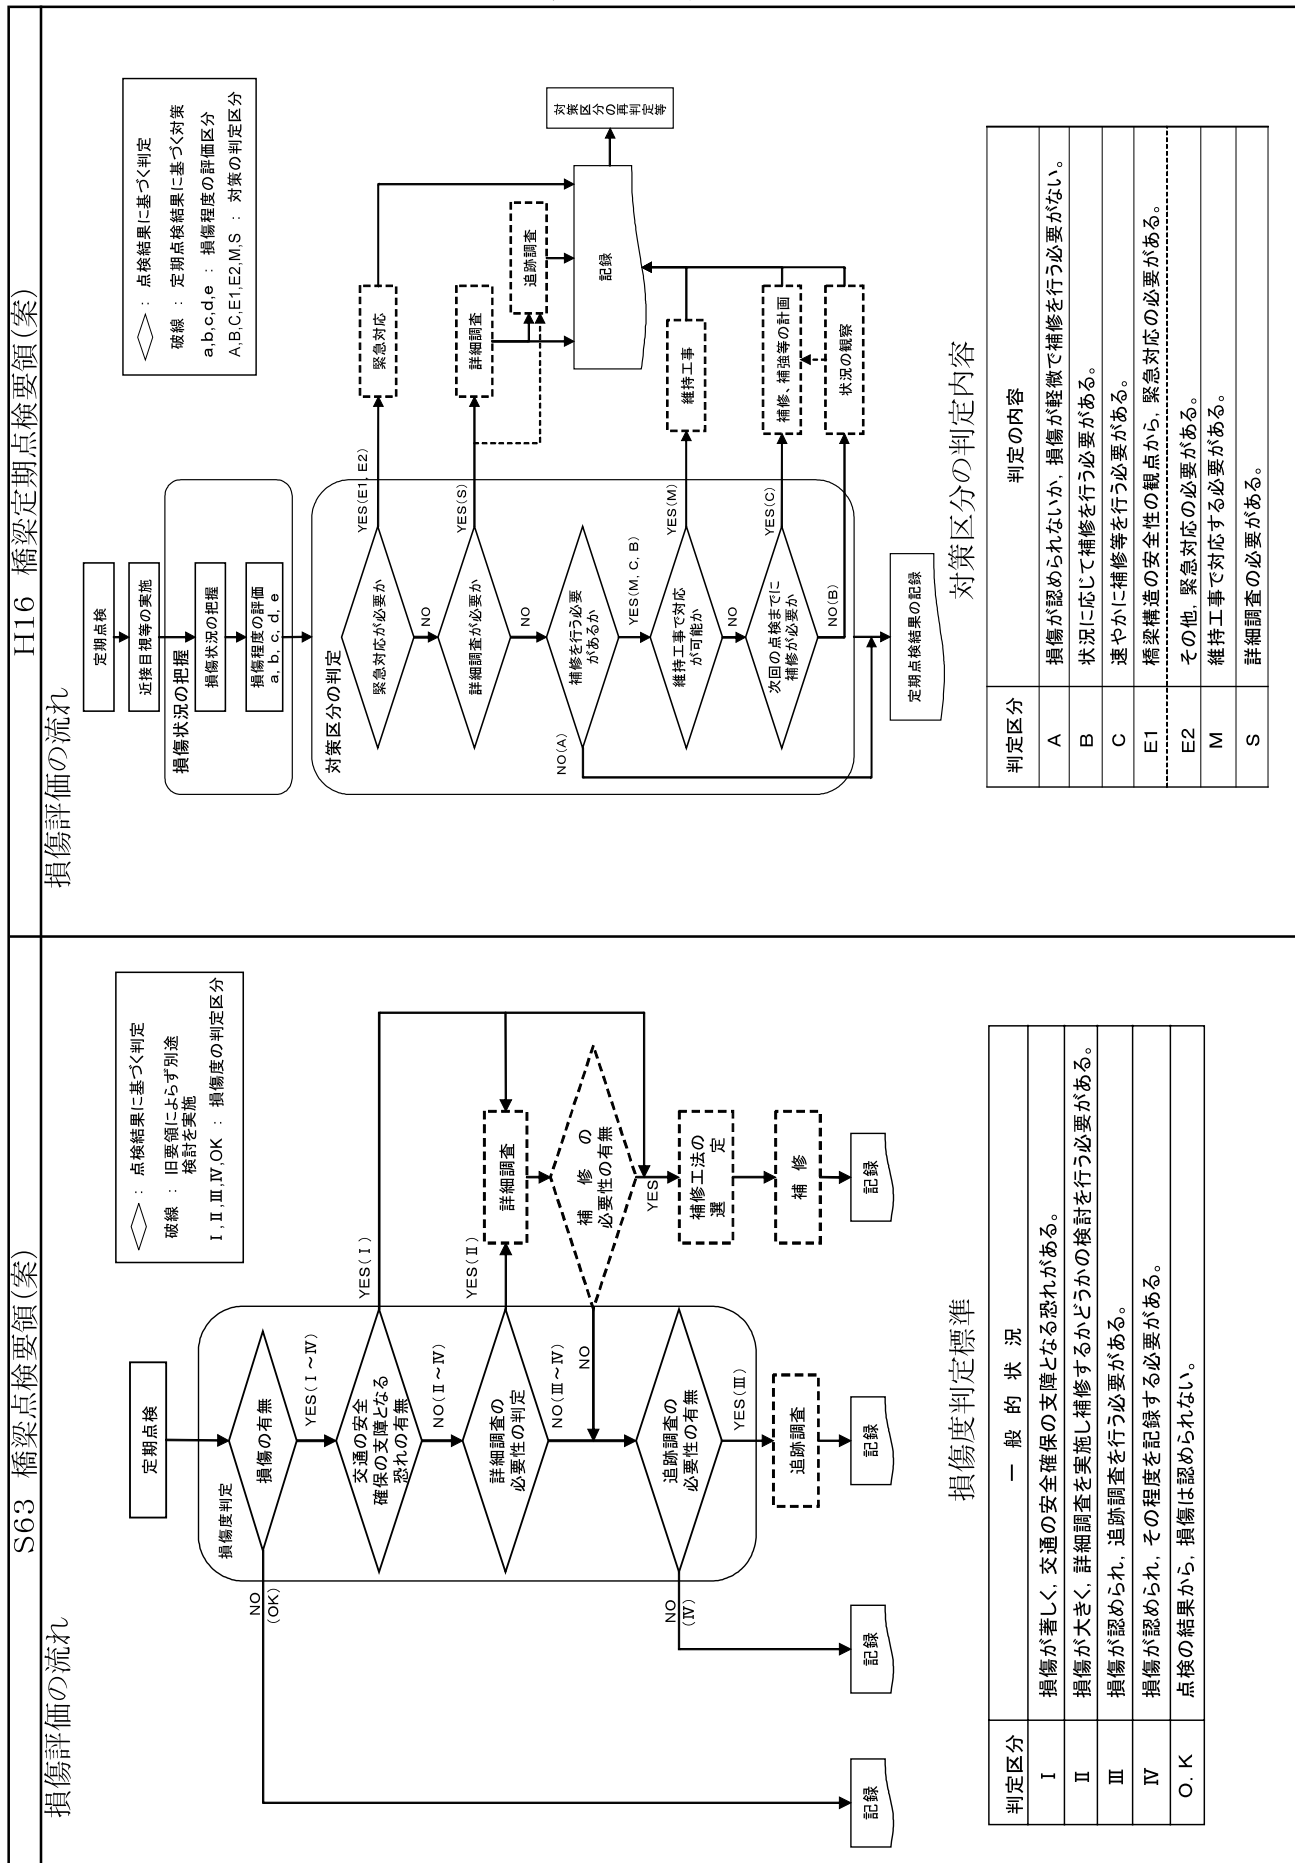 S63 橋梁点検要領(案)
損傷評価の流れ
◇ : 点検結果に基づく判定
破線 : 旧要領によらず別途
検討を実施
Ⅰ,Ⅱ,Ⅲ,Ⅳ,OK : 損傷度の判定区分
定期点検
損傷度判定
損傷の有無
NO
(OK)
YES(Ⅰ~Ⅳ)
交通の安全
確保の支障となる
恐れの有無
YES(Ⅰ)
NO(Ⅱ~Ⅳ)
詳細調査の
必要性の判定
YES(Ⅱ)
詳細調査
NO(Ⅲ~Ⅳ)
補 修 の
必要性の有無
NO
YES
追跡調査の
必要性の有無
NO
(Ⅳ)
YES(Ⅲ)
補修工法の
選 定
追跡調査
補 修
記録
記録
記録
記録
損傷度判定標準
判定区分 一 般 的 状 況
Ⅰ 損傷が著しく,交通の安全確保の支障となる恐れがある。
Ⅱ 損傷が大きく,詳細調査を実施し補修するかどうかの検討を行う必要がある。
Ⅲ 損傷が認められ,追跡調査を行う必要がある。
Ⅳ 損傷が認められ,その程度を記録する必要がある。
O.K 点検の結果から,損傷は認められない。
H16 橋梁定期点検要領(案)
損傷評価の流れ
◇ : 点検結果に基づく判定
破線 : 定期点検結果に基づく対策
a,b,c,d,e : 損傷程度の評価区分
A,B,C,E1,E2,M,S : 対策の判定区分
定期点検
近接目視等の実施
損傷状況の把握
損傷状況の把握
損傷程度の評価
a, b, c, d, e
対策区分の判定
緊急対応が必要か
YES(E1, E2)
緊急対応
NO
詳細調査が必要か
YES(S)
詳細調査
追跡調査
NO
補修を行う必要
があるか
NO(A)
YES(M, C, B)
記録
対策区分の再判定等
維持工事で対応
が可能か
YES(M)
維持工事
NO
次回の点検までに
補修が必要か
YES(C)
補修、補強等の計画
NO(B)
状況の観察
定期点検結果の記録
対策区分の判定内容
判定区分 判定の内容
A 損傷が認められないか,損傷が軽微で補修を行う必要がない。
B 状況に応じて補修を行う必要がある。
C 速やかに補修等を行う必要がある。
E1 橋梁構造の安全性の観点から,緊急対応の必要がある。
E2 その他,緊急対応の必要がある。
M 維持工事で対応する必要がある。
S 詳細調査の必要がある。